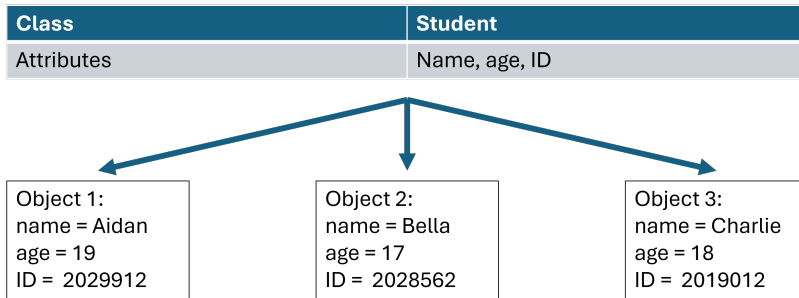 Class Student
Attributes Name, age, ID
Object 1:
name = Aidan
age = 19
ID =  2029912
Object 2:
name = Bella
age = 17
ID =  2028562
Object 3:
name = Charlie
age = 18
ID =  2019012